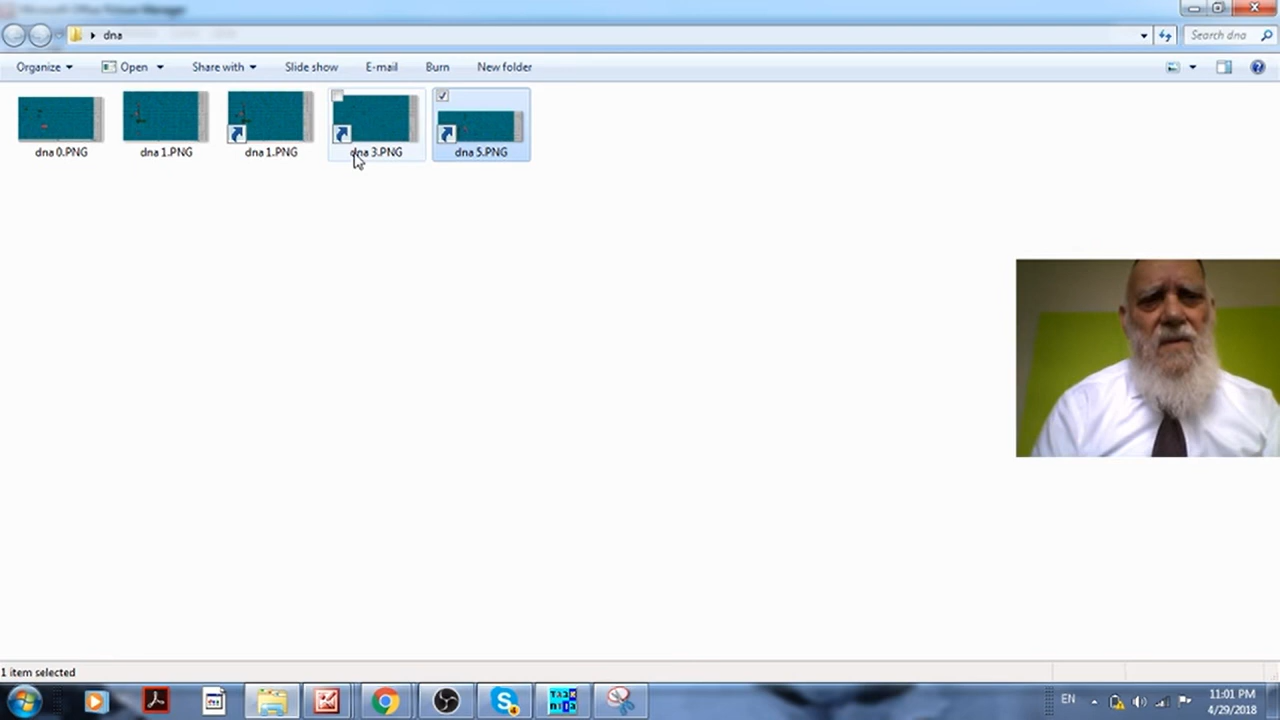 dna
Search dna
Organize Open Share with Slide show E-mail Burn New folder
dna 0.PNG dna 1.PNG dna 1.PNG dna 3.PNG dna 5.PNG
1 item selected
EN 11:01 PM
4/29/2018